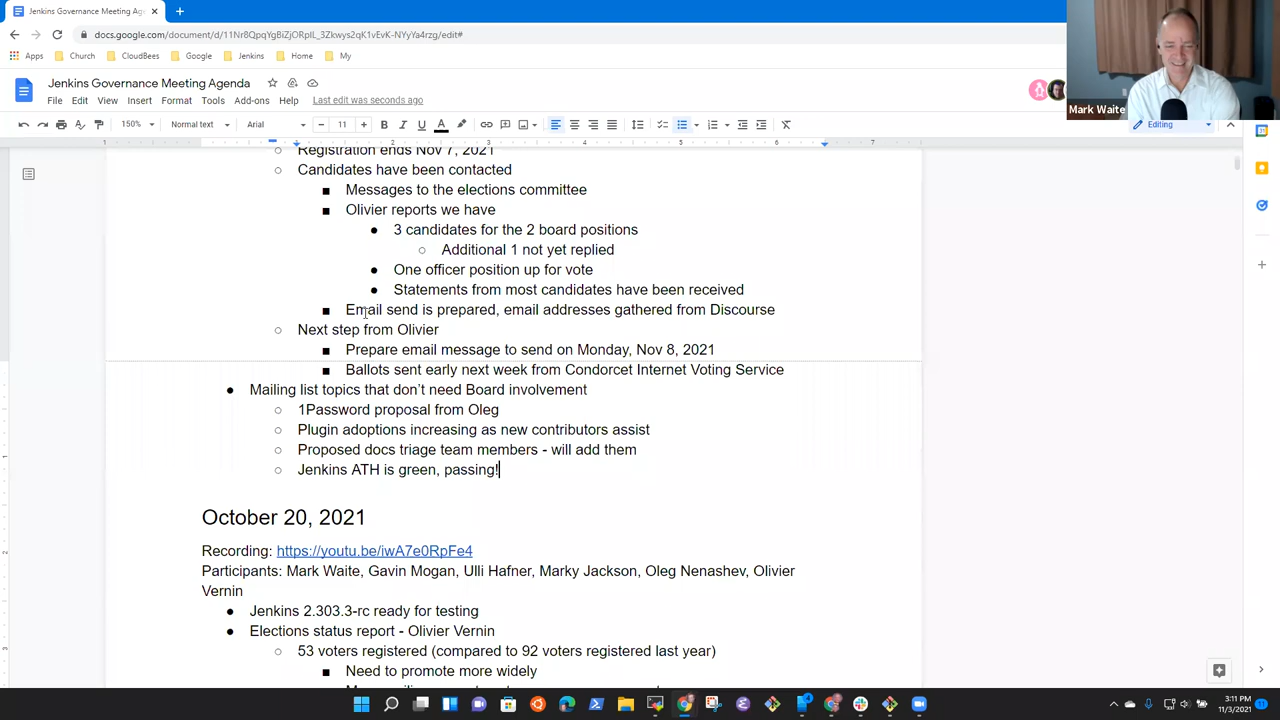 Jenkins Governance Meeting Ag
docs.google.com/document/d/11Nr8QpqYgBiZjORpIL_3Zkwys2qK1vEvK-NYyYa4rzg/edit#
Apps Church CloudBees Google Jenkins Home My
Mark Waite
Jenkins Governance Meeting Agenda
File Edit View Insert Format Tools Add-ons Help Last edit was seconds ago
150% Normal text Arial 11 Editing
1 1 2 3 4 5 6 7
Registration ends Nov 7, 2021
Candidates have been contacted
Messages to the elections committee
Olivier reports we have
3 candidates for the 2 board positions
Additional 1 not yet replied
One officer position up for vote
Statements from most candidates have been received
Email send is prepared, email addresses gathered from Discourse
Next step from Olivier
Prepare email message to send on Monday, Nov 8, 2021
Ballots sent early next week from Condorcet Internet Voting Service
Mailing list topics that don't need Board involvement
1Password proposal from Oleg
Plugin adoptions increasing as new contributors assist
Proposed docs triage team members - will add them
Jenkins ATH is green, passing!
October 20, 2021
Recording: https://youtu.be/iwA7e0RpFe4
Participants: Mark Waite, Gavin Mogan, Ulli Hafner, Marky Jackson, Oleg Nenashev, Olivier
Vernin
Jenkins 2.303.3-rc ready for testing
Elections status report - Olivier Vernin
53 voters registered (compared to 92 voters registered last year)
Need to promote more widely
3:11 PM
11/3/2021